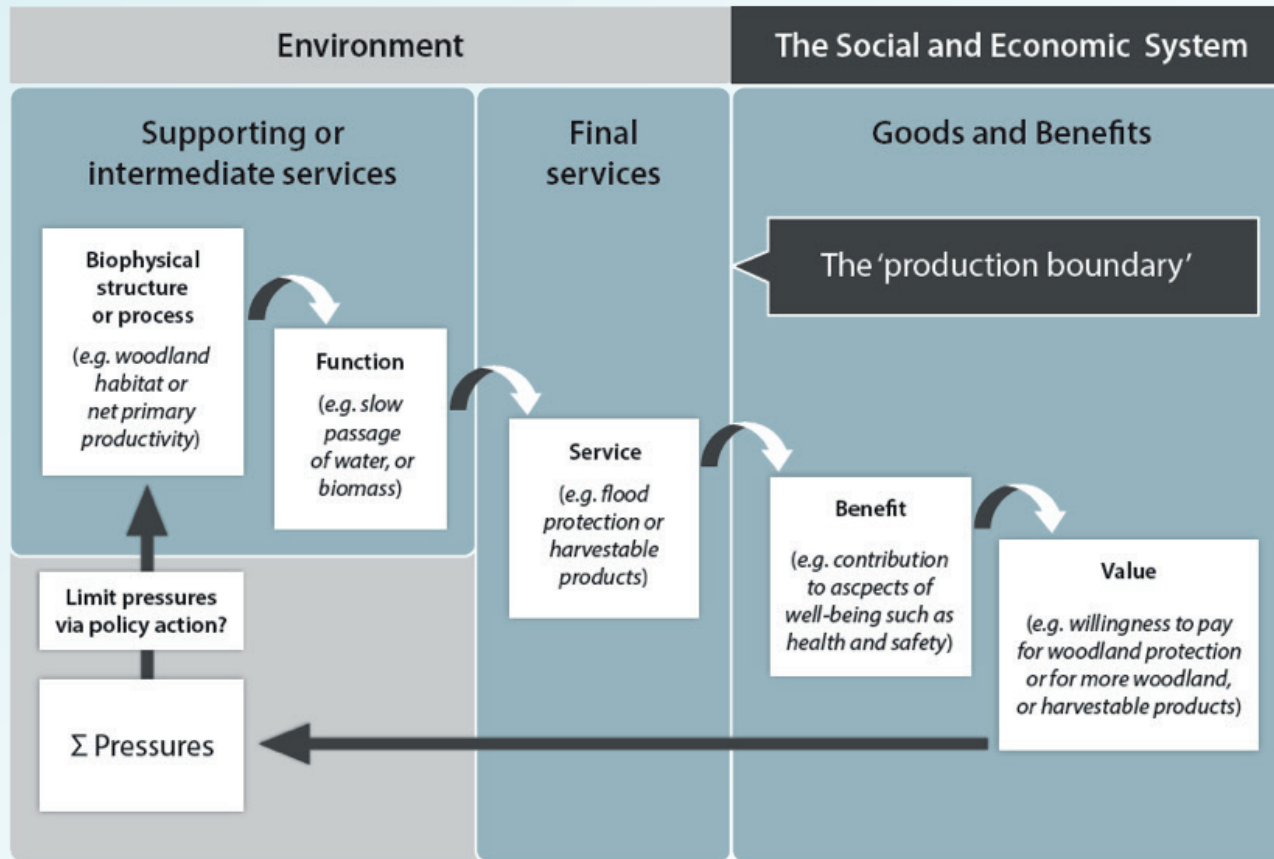 Environment
The Social and Economic System
Supporting or
intermediate services
Final
services
Goods and Benefits
The 'production boundary'
Biophysical
structure
or process
(e.g. woodland
habitat or
net primary
productivity)
Function
(e.g. slow
passage
of water, or
biomass)
Service
(e.g. flood
protection or
harvestable
products)
Benefit
(e.g. contribution
to ascpects of
well-being such as
health and safety)
Value
(e.g. willingness to pay
for woodland protection
or for more woodland,
or harvestable products)
Limit pressures
via policy action?
Σ Pressures